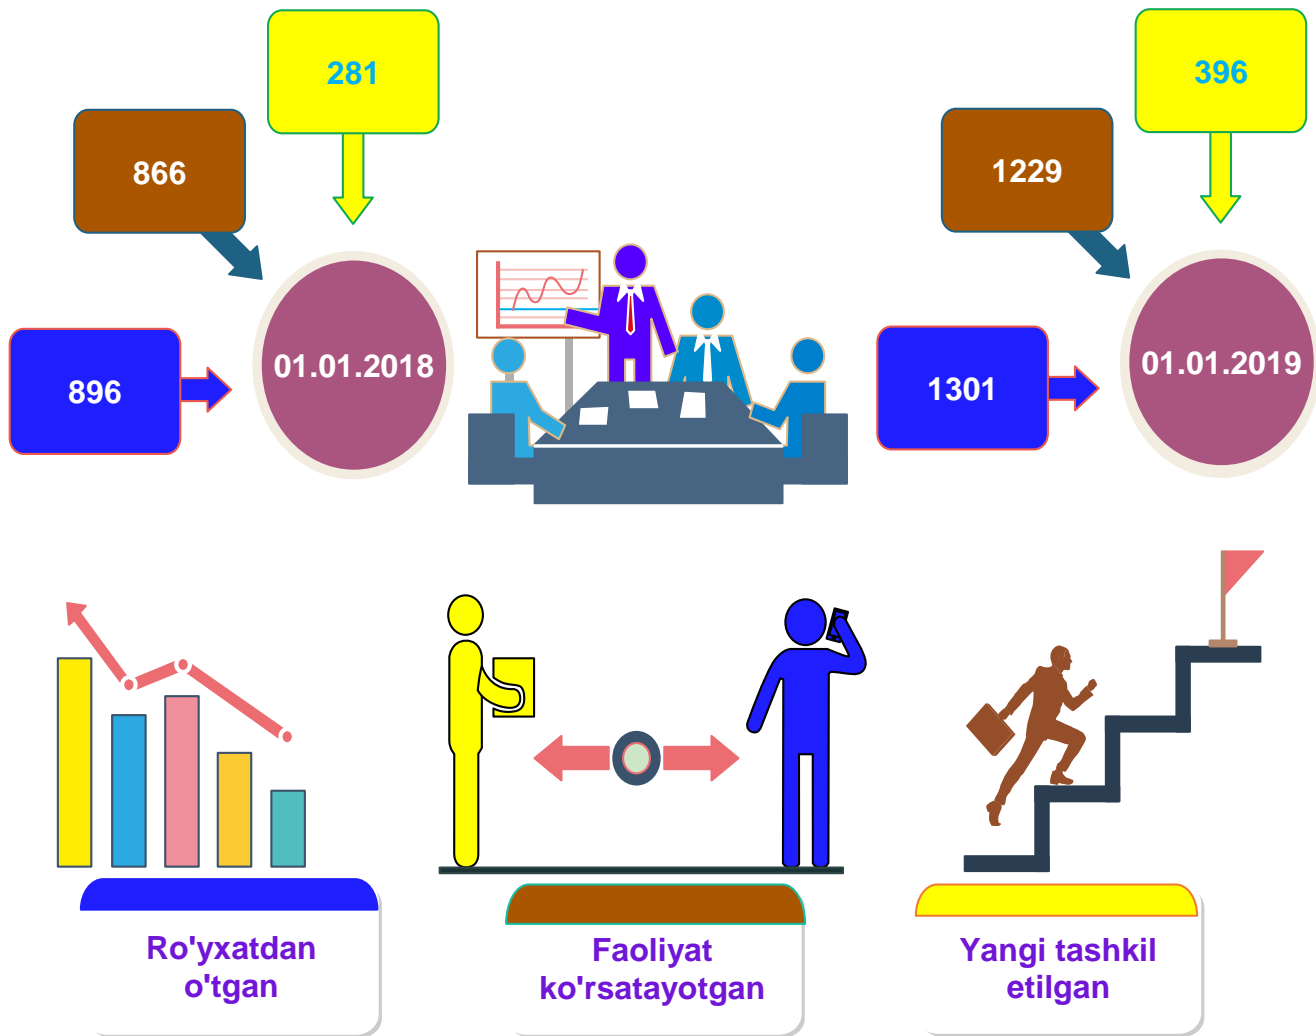 281
396
866
1229
01.01.2018
01.01.2019
896
1301
Ro'yxatdan
o'tgan
Faoliyat
ko'rsatayotgan
Yangi tashkil
etilgan